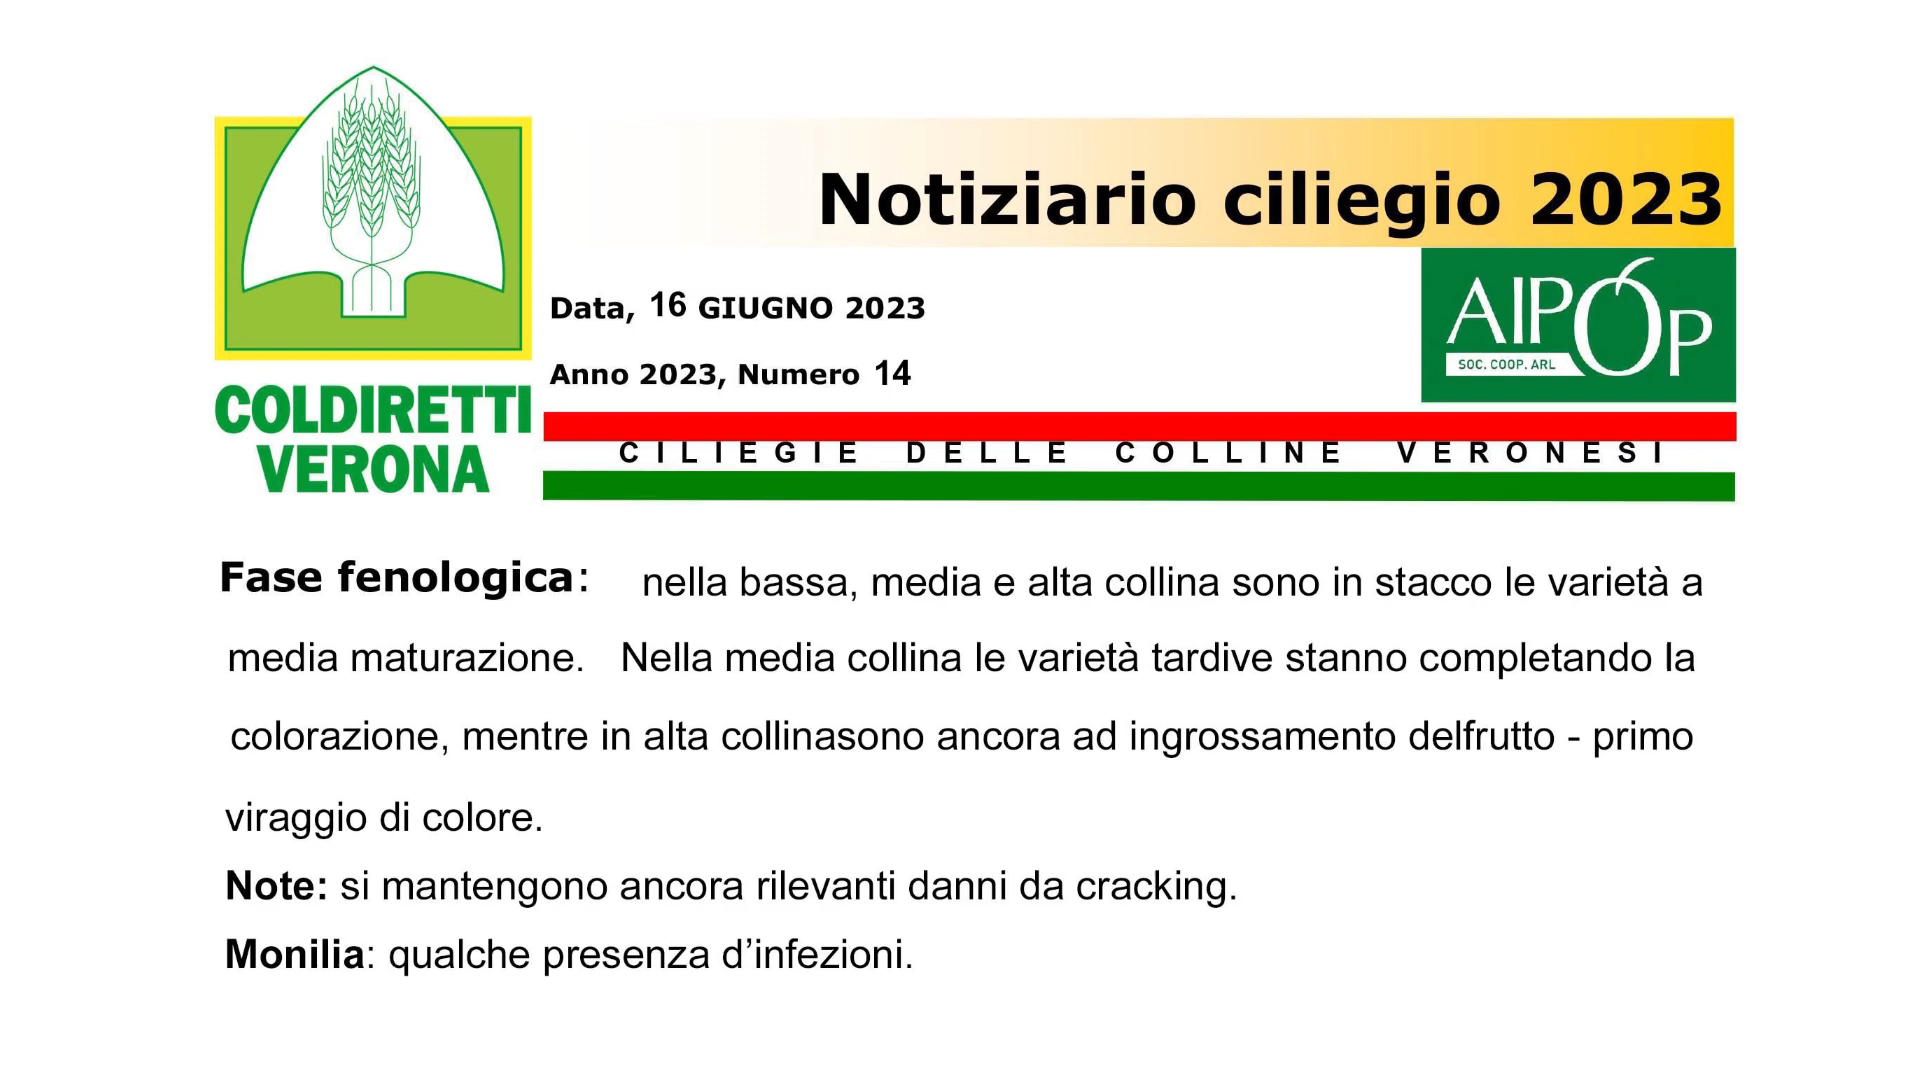 Notiziario ciliegio 2023
Data, 16 GIUGNO 2023
Anno 2023, Numero 14
AIPOP
SOC. COOP. ARL
COLDIRETTI
VERONA
CILIEGIE DELLE COLLINE VERONESI
Fase fenologica: nella bassa, media e alta collina sono in stacco le varietà a
media maturazione. Nella media collina le varietà tardive stanno completando la
colorazione, mentre in alta collinasono ancora ad ingrossamento delfrutto - primo
viraggio di colore.
Note: si mantengono ancora rilevanti danni da cracking.
Monilia: qualche presenza d’infezioni.